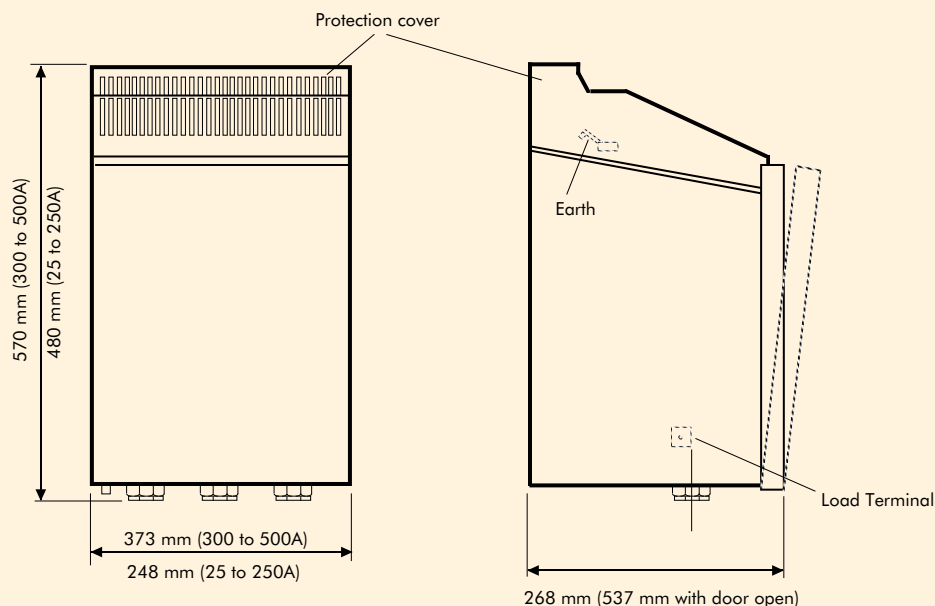 Protection cover
570 mm (300 to 500A)
480 mm (25 to 250A)
Earth
Load Terminal
373 mm (300 to 500A)
248 mm (25 to 250A)
268 mm (537 mm with door open)